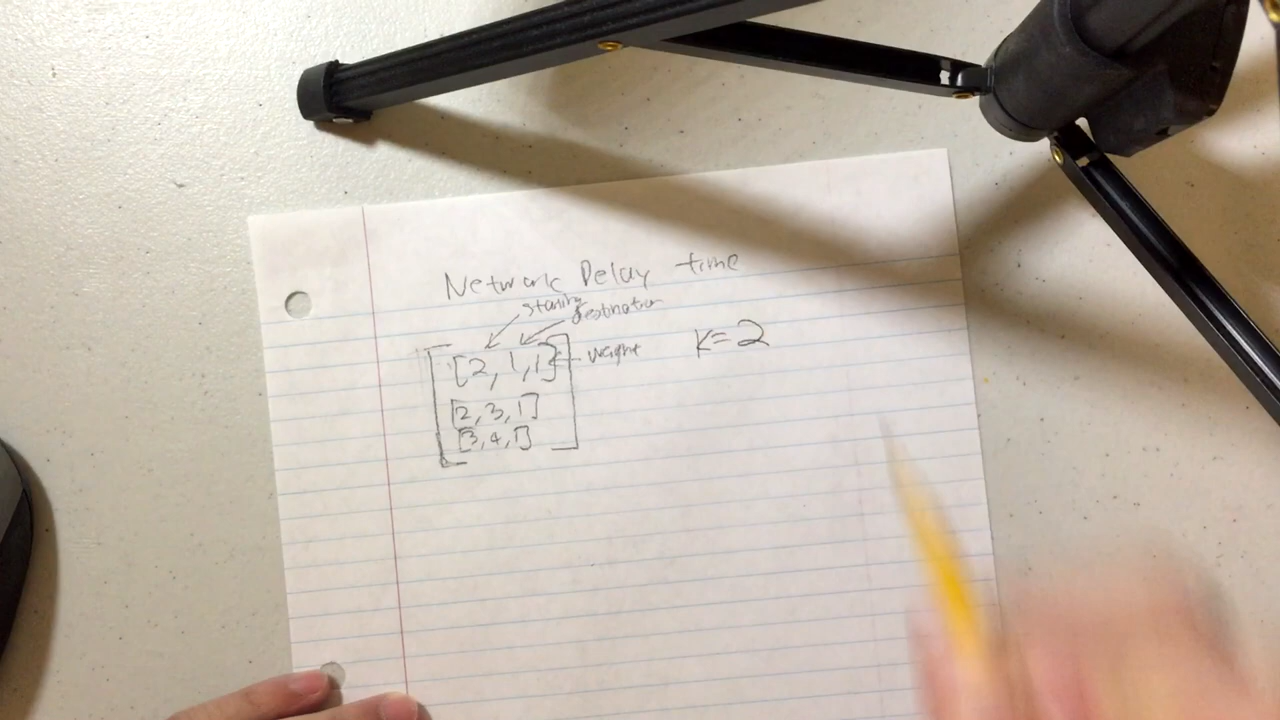 Network Delay time
starting
destination
[[2, 1, 1] weight K=2
[2, 3, 1]
[3, 4, 1]]